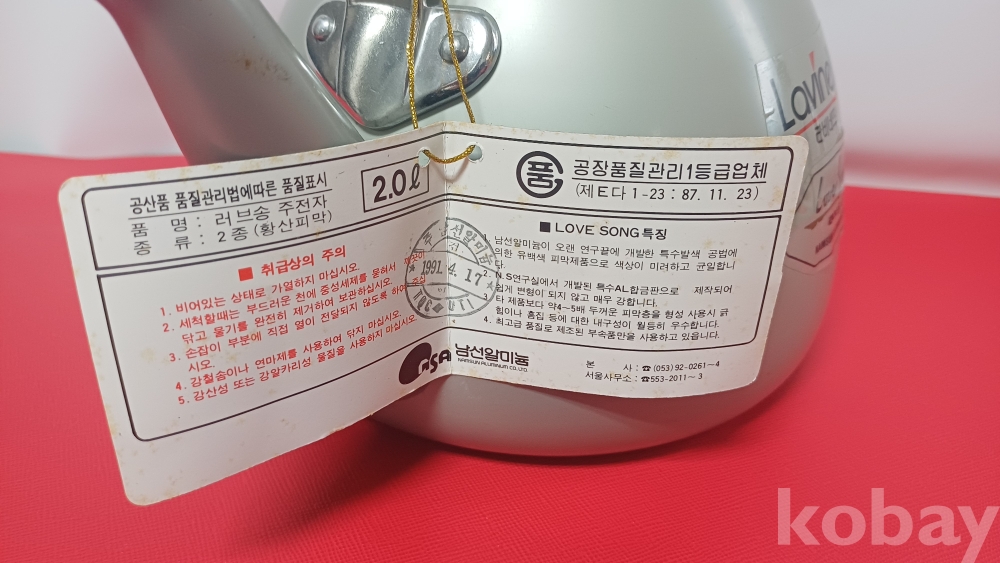 공산품 품질관리법에따른 품질표시
품 명 : 러브송 주전자
종 류 : 2종(황산피막)
2.0ℓ
■ 취급상의 주의
1. 비어있는 상태로 가열하지 마십시오.
2. 세척할때는 부드러운 천에 중성세제를 묻혀서
닦고 물기를 완전히 제거하여 보관하십시오.
3. 손잡이 부분에 직접 열이 전달되지 않도록 하여
시오.
4. 강철솜이나 연마제를 사용하여 닦지 마십시오.
5. 강산성 또는 강알카리성 물질을 사용하지 마십시오.
남선알미늄
검
1991. 4. 17
품
공장품질관리1등급업체
(제E다 1-23 : 87. 11. 23)
■ LOVE SONG특징
1. 남선알미늄이 오랜 연구끝에 개발한 특수발색 공법에
의한 유백색 피막제품으로 색상이 미려하고 균일합니
다.
2. N.S연구실에서 개발된 특수AL합금판으로 제작되어
쉽게 변형이 되지 않고 매우 강합니다.
3. 타 제품보다 약4~5배 두꺼운 피막층을 형성 사용시 긁
힘이나 흠집 등에 대한 내구성이 월등히 우수합니다.
4. 최고급 품질로 제조된 부속품만을 사용하고 있읍니다.
남선알미늄
NAMSUN ALUMINIUM CO. LTD.
본 사 : ☎ (053) 92-0261~4
서울사무소 : ☎ 553-2011~3
Lovine
kobay